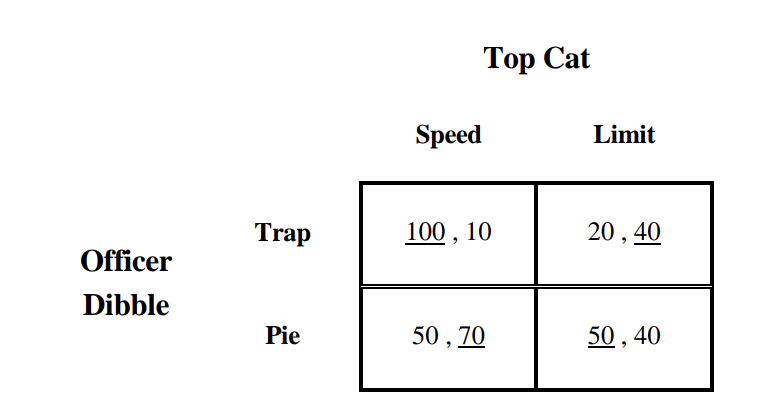 Top Cat
Speed Limit
Trap 100 , 10 20 , 40
Officer
Dibble
Pie 50 , 70 50 , 40